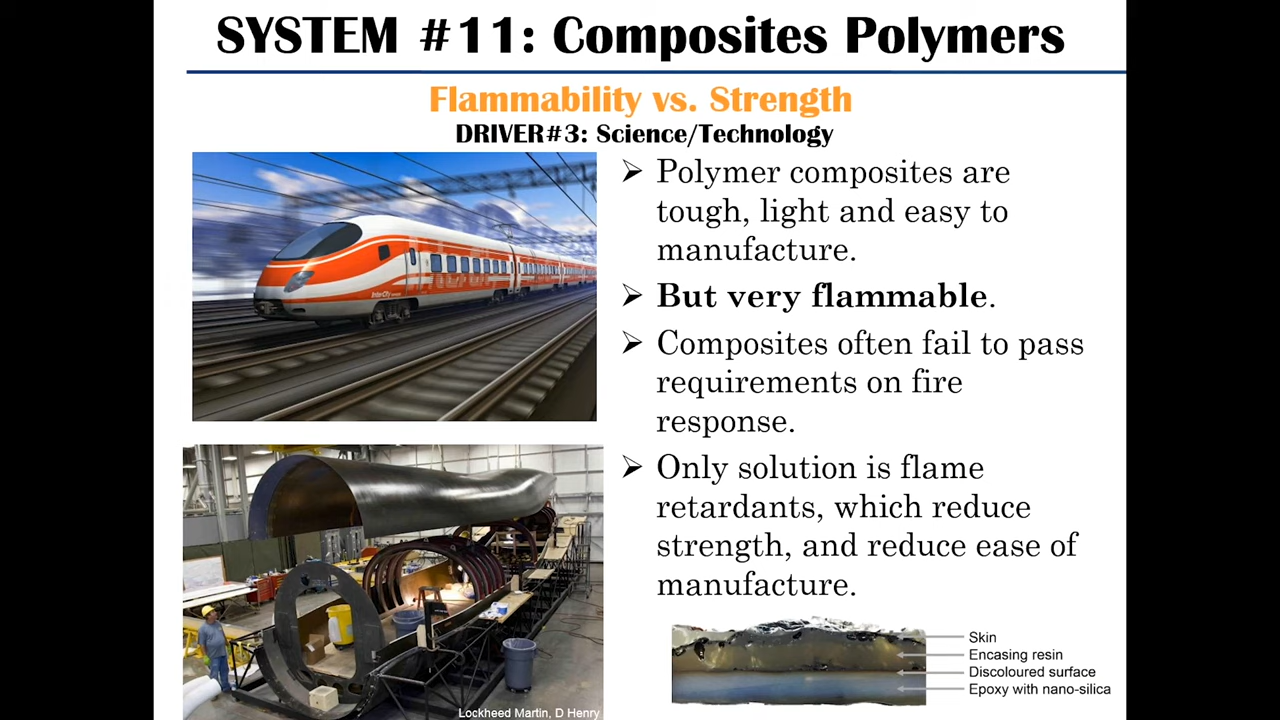 SYSTEM #11: Composites Polymers
Flammability vs. Strength
DRIVER#3: Science/Technology
InterCity
➢ Polymer composites are
tough, light and easy to
manufacture.
➢ But very flammable.
➢ Composites often fail to pass
requirements on fire
response.
➢ Only solution is flame
retardants, which reduce
strength, and reduce ease of
manufacture.
Lockheed Martin, D Henry
Skin
Encasing resin
Discoloured surface
Epoxy with nano-silica